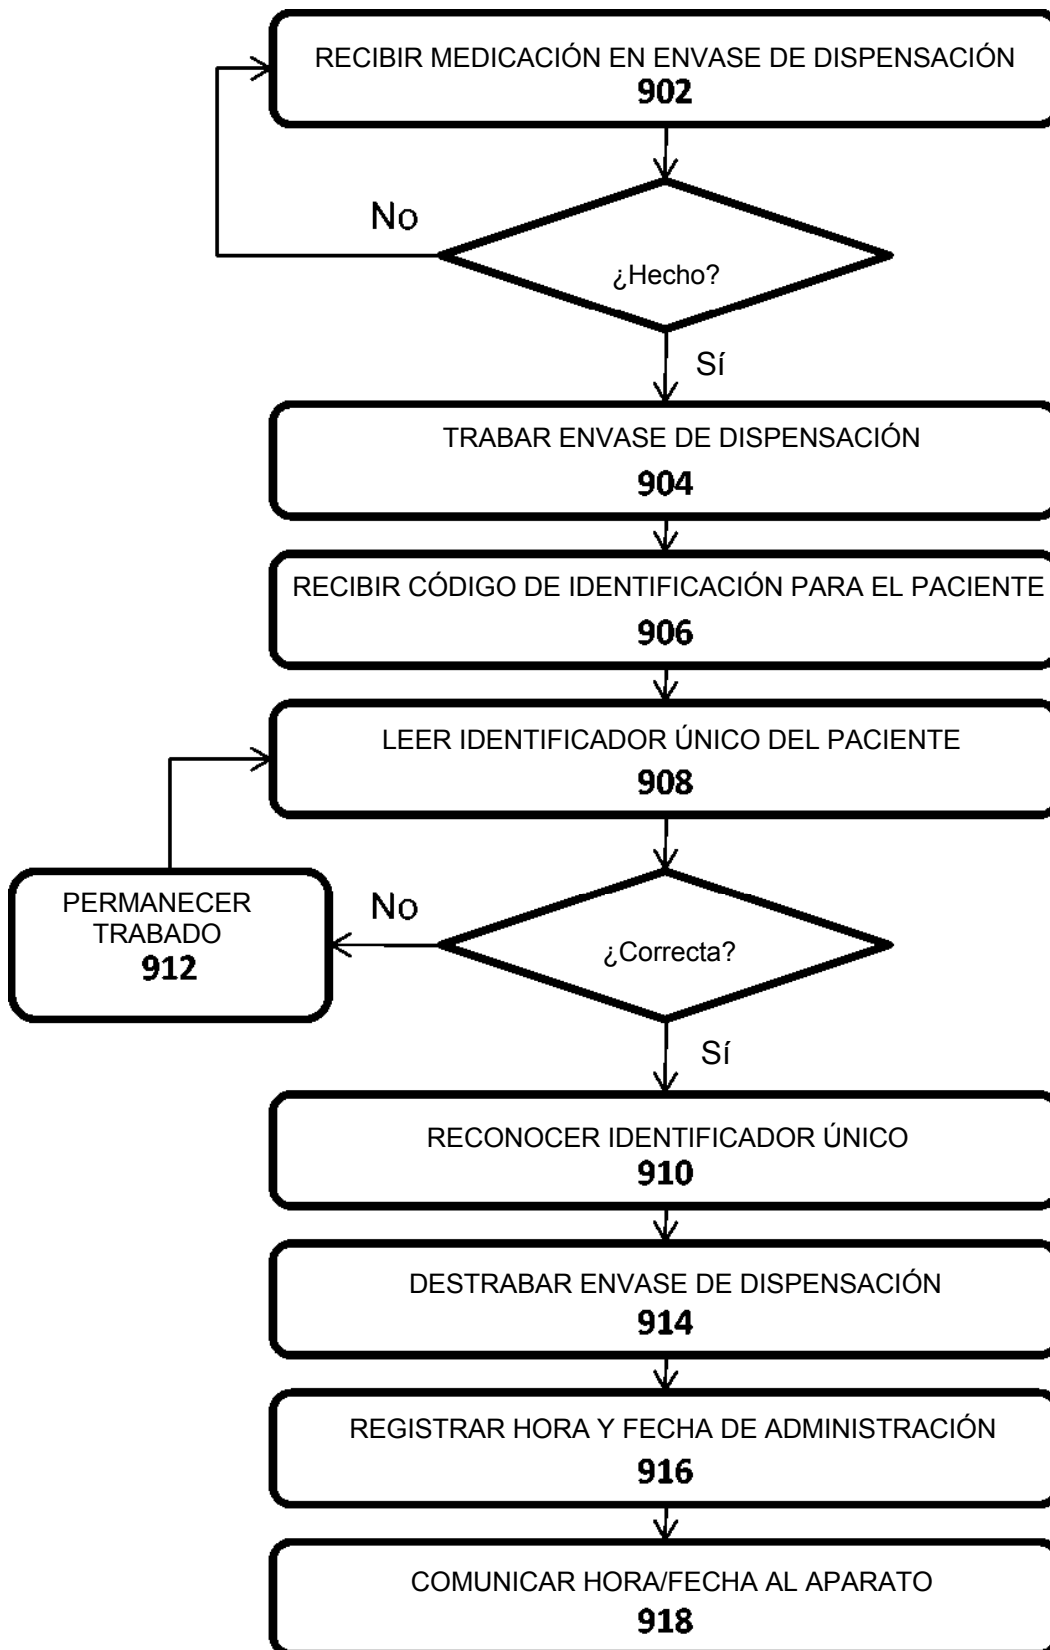 RECIBIR MEDICACIÓN EN ENVASE DE DISPENSACIÓN
902
No
¿Hecho?
Sí
TRABAR ENVASE DE DISPENSACIÓN
904
RECIBIR CÓDIGO DE IDENTIFICACIÓN PARA EL PACIENTE
906
LEER IDENTIFICADOR ÚNICO DEL PACIENTE
908
PERMANECER
TRABADO
912
No
¿Correcta?
Sí
RECONOCER IDENTIFICADOR ÚNICO
910
DESTRABAR ENVASE DE DISPENSACIÓN
914
REGISTRAR HORA Y FECHA DE ADMINISTRACIÓN
916
COMUNICAR HORA/FECHA AL APARATO
918